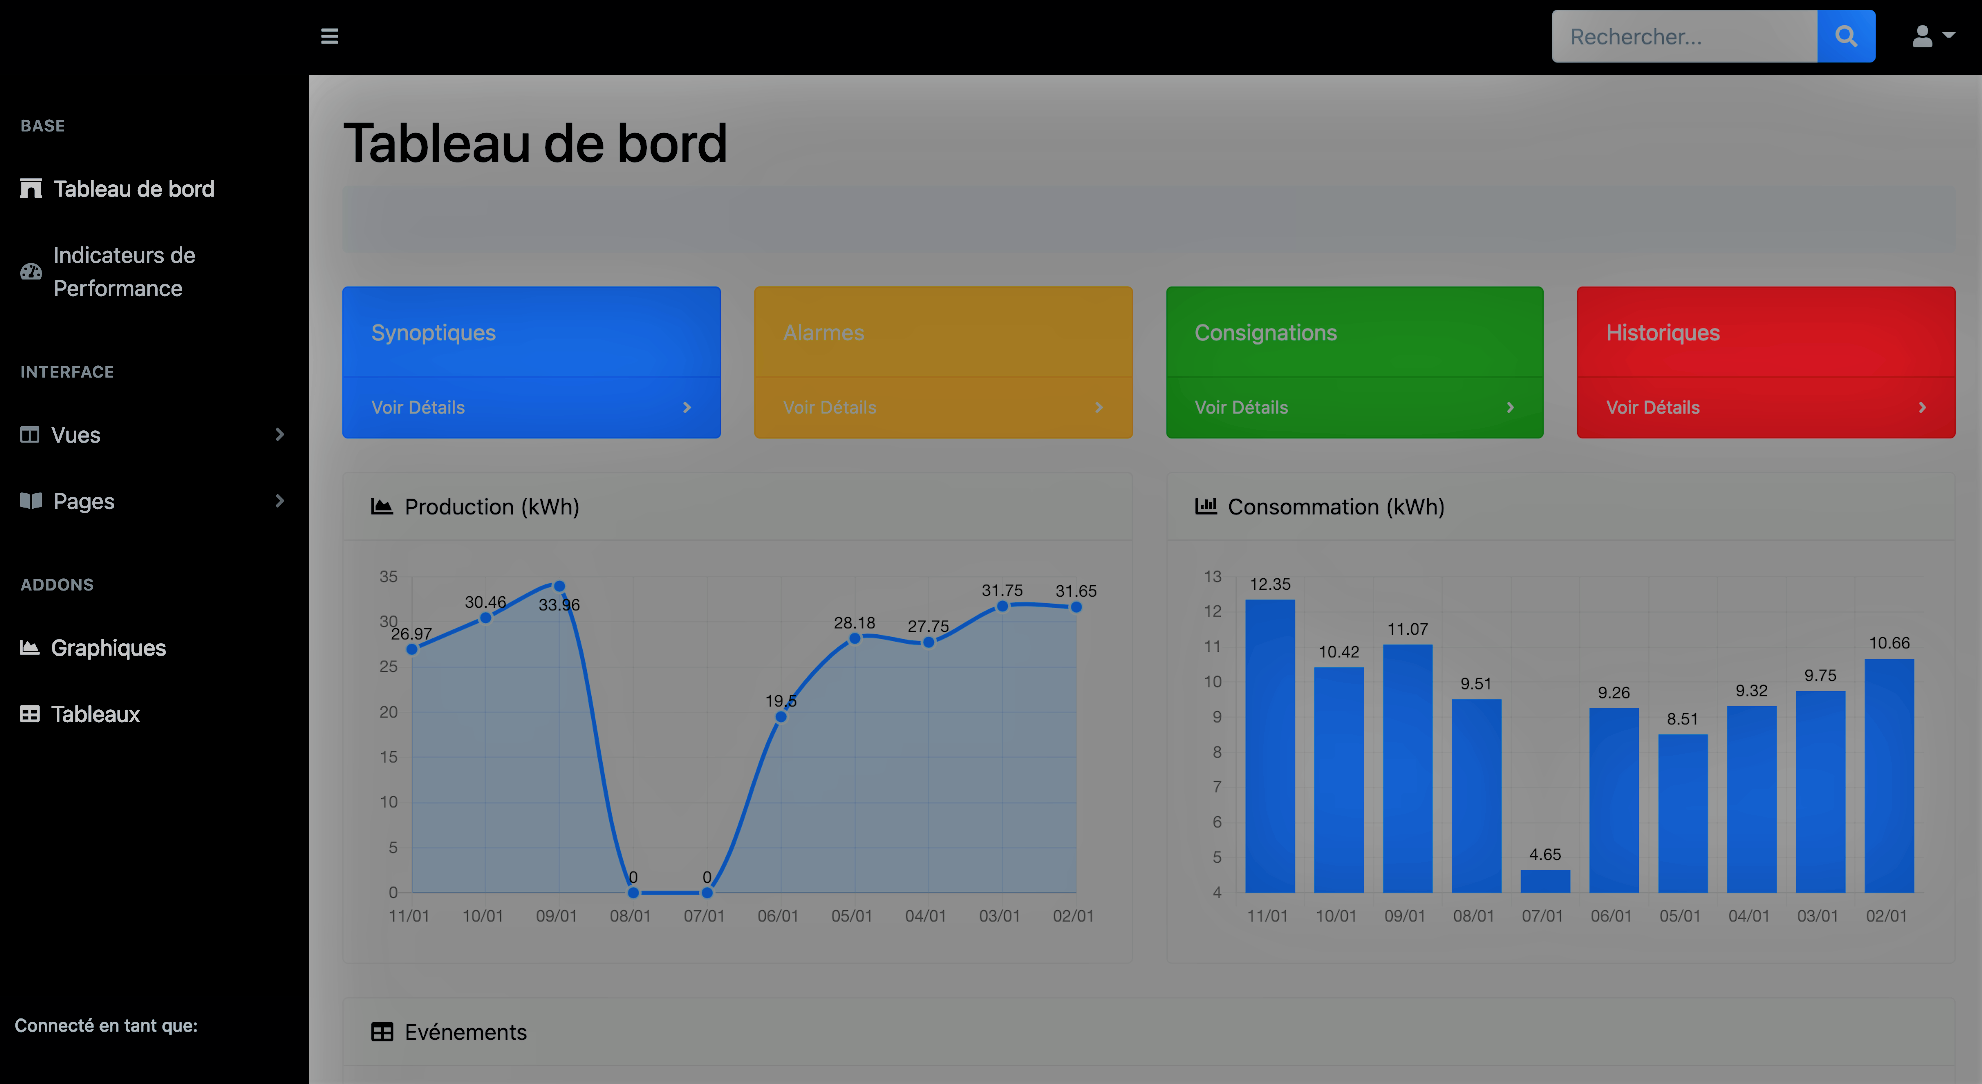 Rechercher...
BASE
Tableau de bord
Indicateurs de
Performance
INTERFACE
Vues
Pages
ADDONS
Graphiques
Tableaux
Connecté en tant que:
Tableau de bord
Synoptiques
Voir Détails
Alarmes
Voir Détails
Consignations
Voir Détails
Historiques
Voir Détails
Production (kWh)
35
30
25
20
15
10
5
0
26.97
30.46
33.96
0
0
19.5
28.18
27.75
31.75
31.65
11/01 10/01 09/01 08/01 07/01 06/01 05/01 04/01 03/01 02/01
Consommation (kWh)
13
12
11
10
9
8
7
6
5
4
12.35
10.42
11.07
9.51
4.65
9.26
8.51
9.32
9.75
10.66
11/01 10/01 09/01 08/01 07/01 06/01 05/01 04/01 03/01 02/01
Evénements